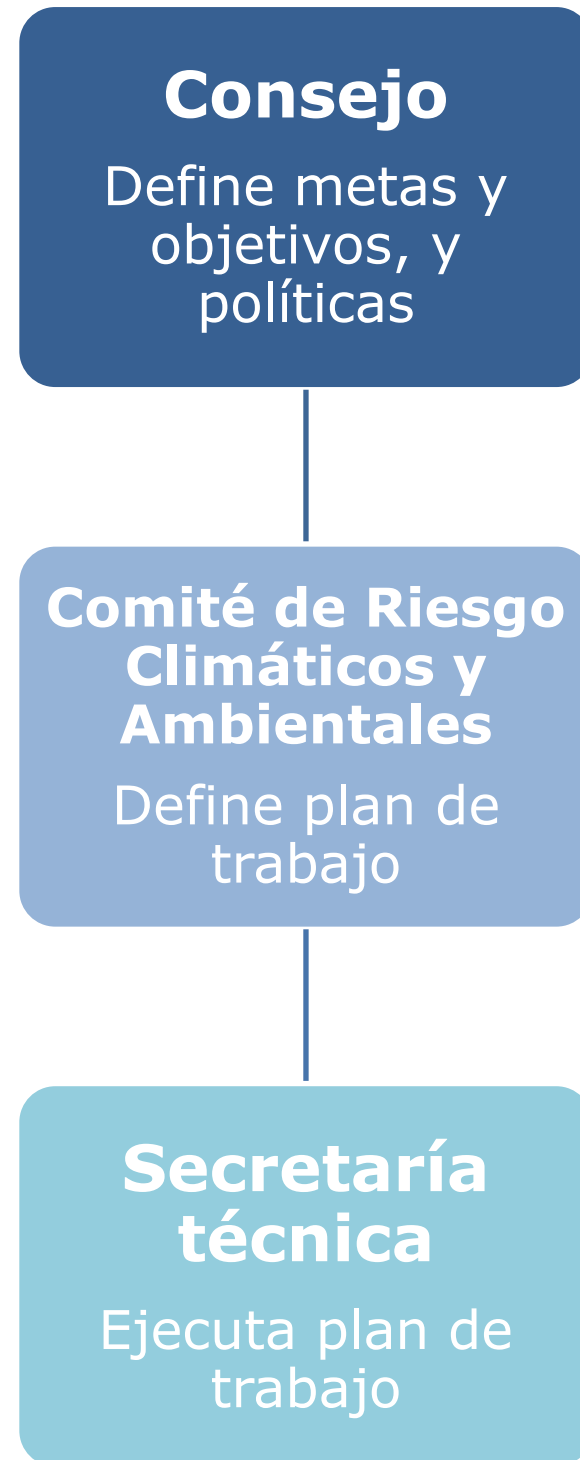 Consejo
Define metas y
objetivos, y
políticas
Comité de Riesgo
Climáticos y
Ambientales
Define plan de
trabajo
Secretaría
técnica
Ejecuta plan de
trabajo